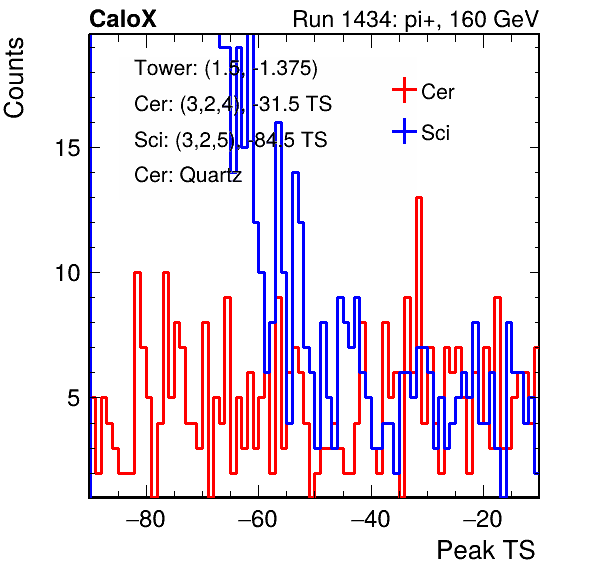 CaloX Run 1434: pi+, 160 GeV
Counts
Tower: (1.5, -1.375)
Cer: (3,2,4), -31.5 TS
Sci: (3,2,5), -84.5 TS
Cer: Quartz
Cer
Sci
15
10
5
−80 −60 −40 −20
Peak TS